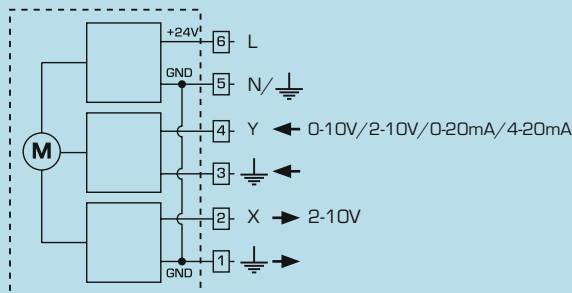 +24V 6 L
GND 5 N/
M 4 Y 0-10V/2-10V/0-20mA/4-20mA
3
2 X 2-10V
GND 1